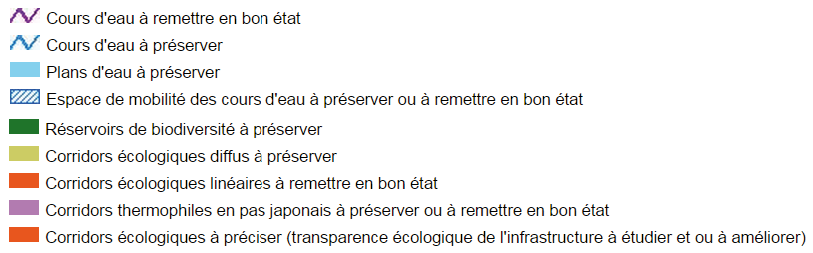 Cours d'eau à remettre en bon état
Cours d'eau à préserver
Plans d'eau à préserver
Espace de mobilité des cours d'eau à préserver ou à remettre en bon état
Réservoirs de biodiversité à préserver
Corridors écologiques diffus à préserver
Corridors écologiques linéaires à remettre en bon état
Corridors thermophiles en pas japonais à préserver ou à remettre en bon état
Corridors écologiques à préciser (transparence écologique de l'infrastructure à étudier et ou à améliorer)